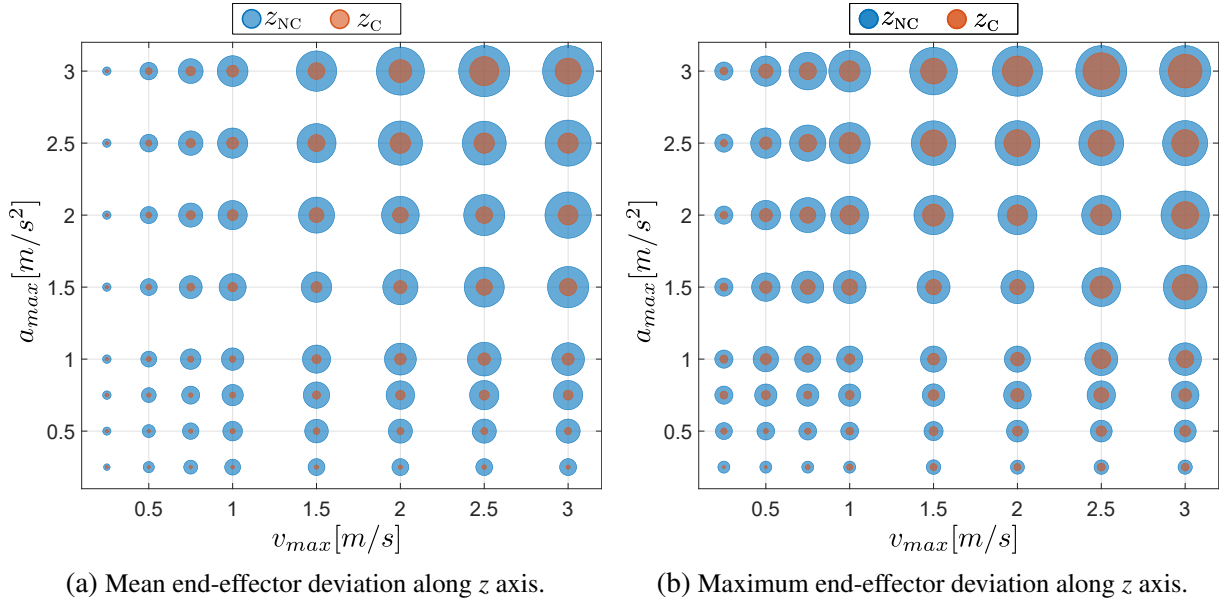 z_NC z_C
3
2.5
2
1.5
1
0.5
a_max[m/s²]
0.5 1 1.5 2 2.5 3
v_max[m/s]
(a) Mean end-effector deviation along z axis.
z_NC z_C
3
2.5
2
1.5
1
0.5
a_max[m/s²]
0.5 1 1.5 2 2.5 3
v_max[m/s]
(b) Maximum end-effector deviation along z axis.